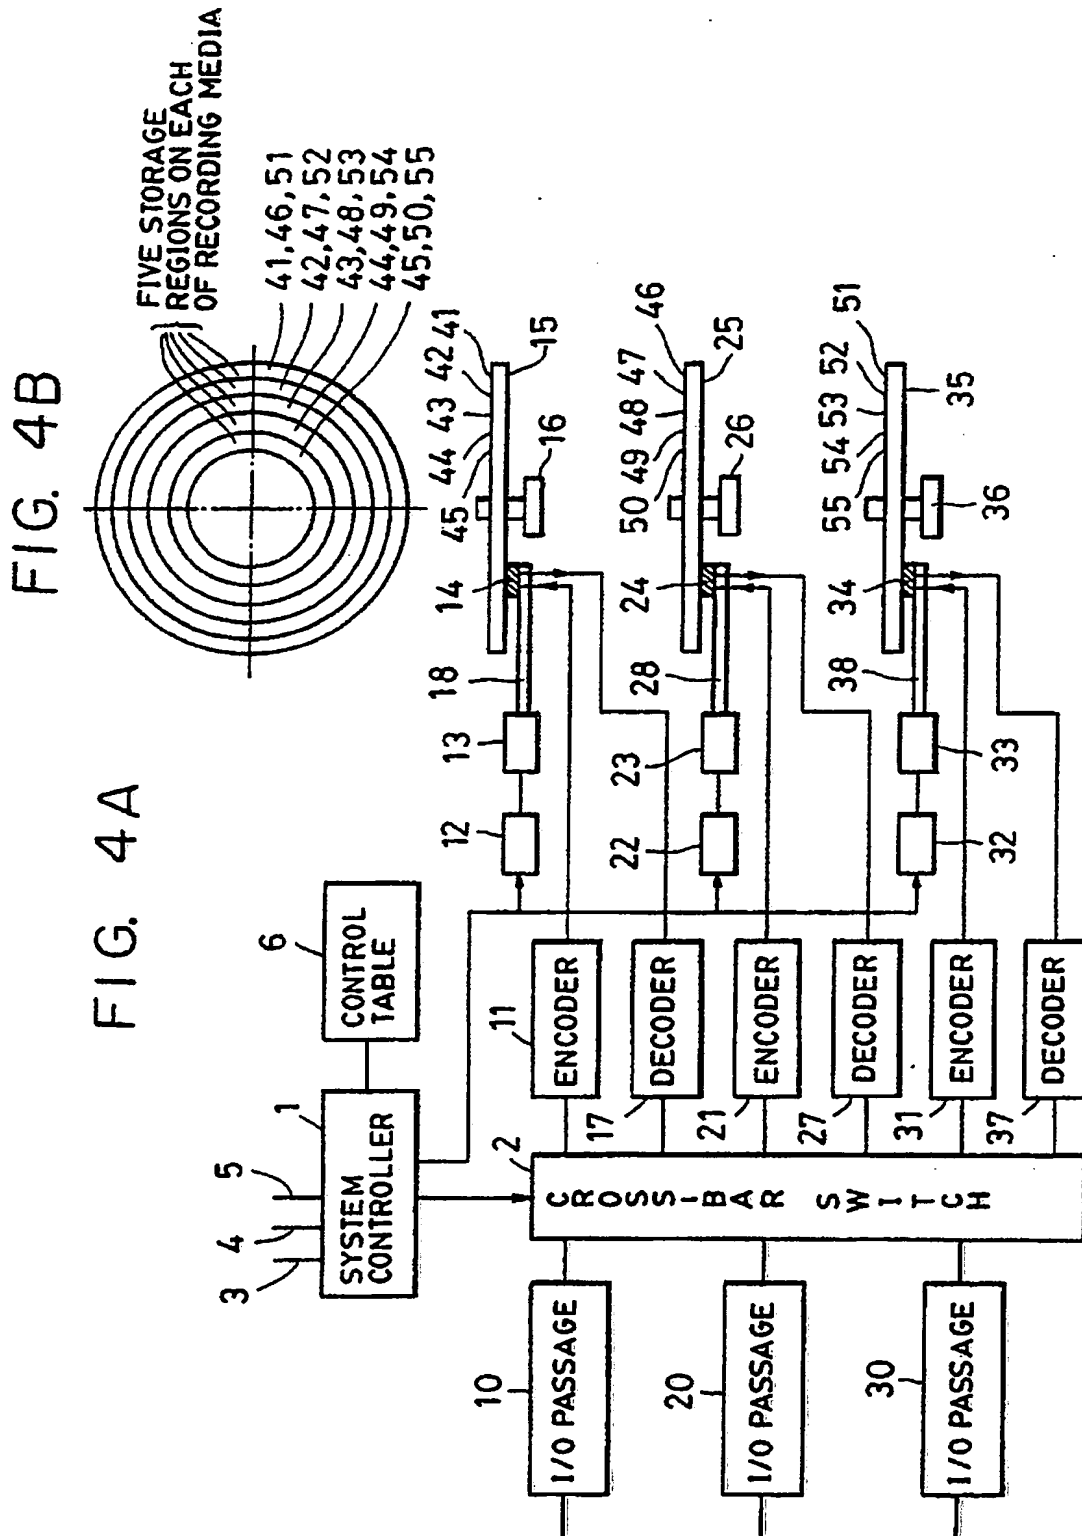 FIG. 4A
FIG. 4B
FIVE STORAGE
REGIONS ON EACH
OF RECORDING MEDIA
41,46,51
42,47,52
43,48,53
44,49,54
45,50,55
3
4
5
1
SYSTEM
CONTROLLER
6
CONTROL
TABLE
2
CROSS-BAR SWITCH
10
I/O PASSAGE
20
I/O PASSAGE
30
I/O PASSAGE
11
ENCODER
17
DECODER
21
ENCODER
27
DECODER
31
ENCODER
37
DECODER
12
13
18
14
45
44
43
42
41
15
16
22
23
28
24
50
49
48
47
46
25
26
32
33
38
34
55
54
53
52
51
35
36